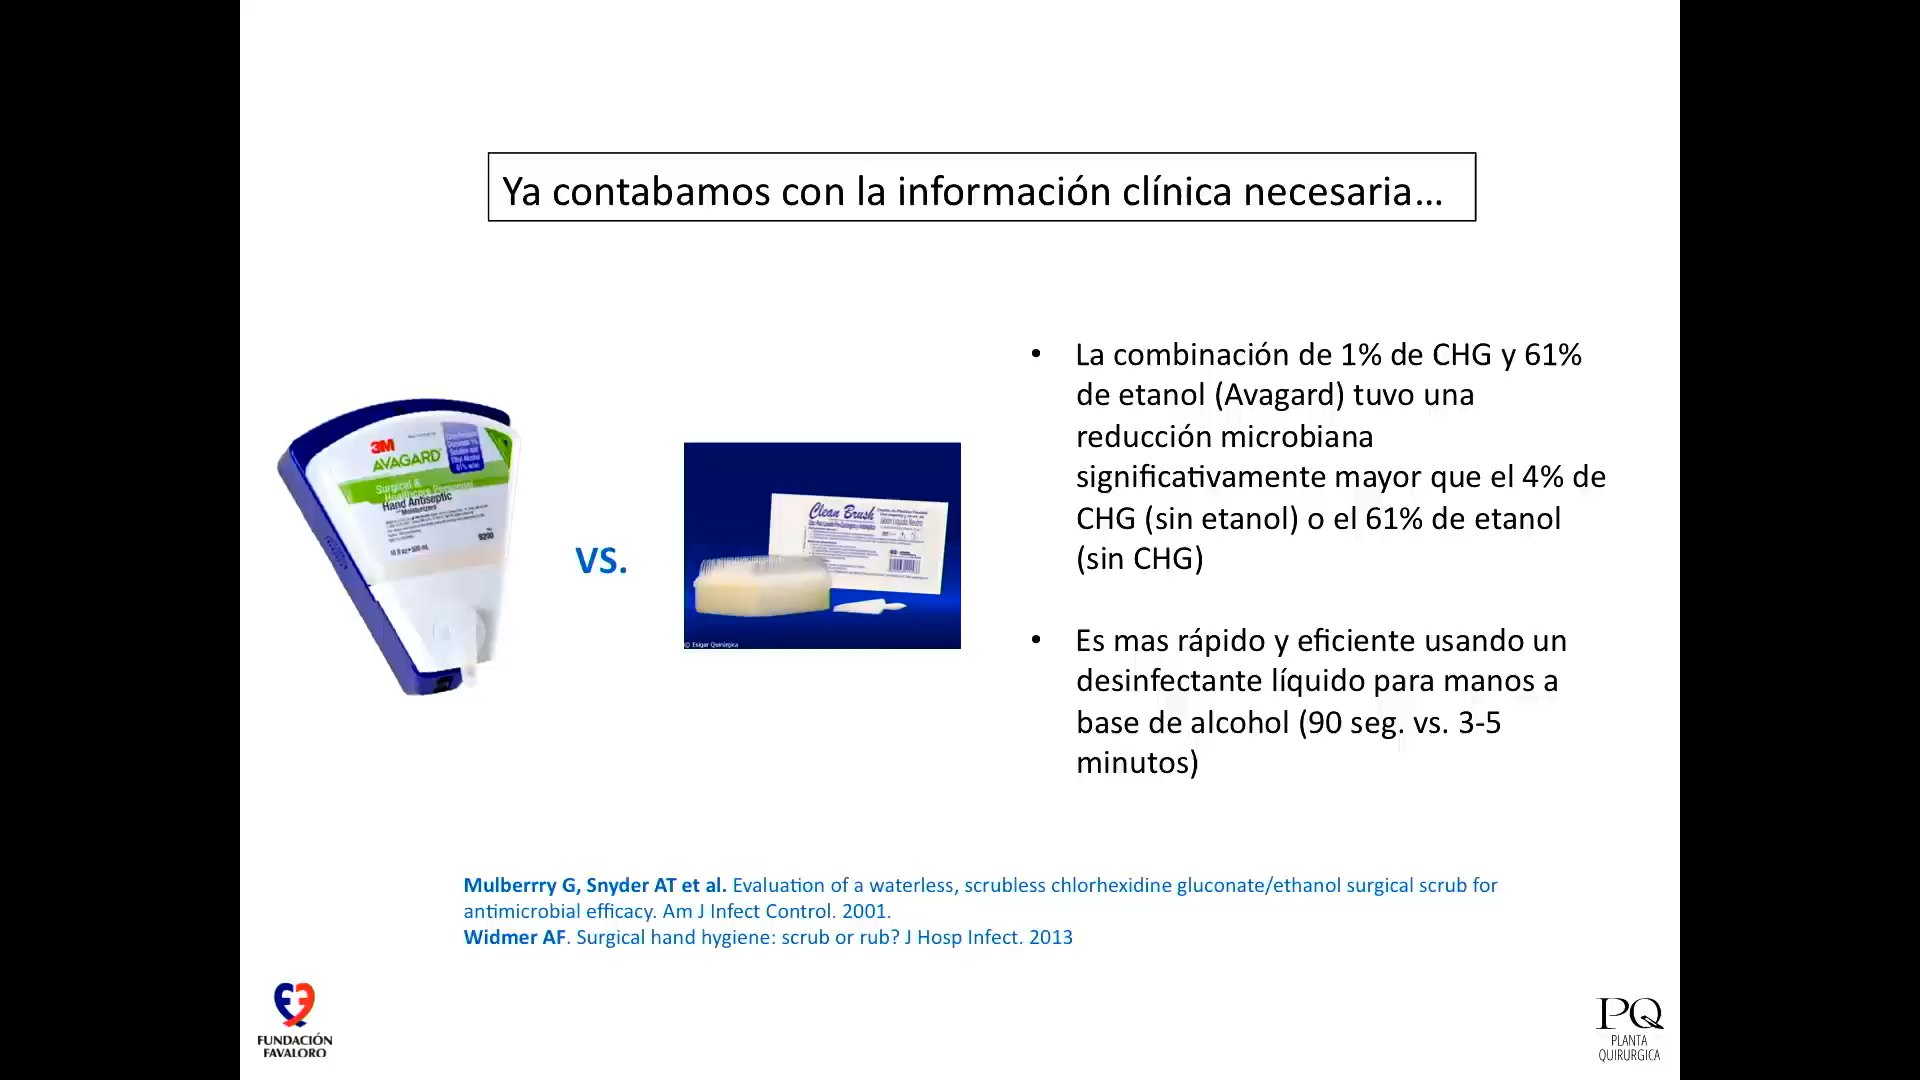 Ya contabamos con la información clínica necesaria...
3M
AVAGARD
Surgical &
Hand Antiseptic
9200
VS.
Clean Brush
© Esigar Quirúrgica
• La combinación de 1% de CHG y 61%
de etanol (Avagard) tuvo una
reducción microbiana
significativamente mayor que el 4% de
CHG (sin etanol) o el 61% de etanol
(sin CHG)
• Es mas rápido y eficiente usando un
desinfectante líquido para manos a
base de alcohol (90 seg. vs. 3-5
minutos)
Mulberrry G, Snyder AT et al. Evaluation of a waterless, scrubless chlorhexidine gluconate/ethanol surgical scrub for
antimicrobial efficacy. Am J Infect Control. 2001.
Widmer AF. Surgical hand hygiene: scrub or rub? J Hosp Infect. 2013
FUNDACIÓN
FAVALORO
PQ
PLANTA
QUIRURGICA